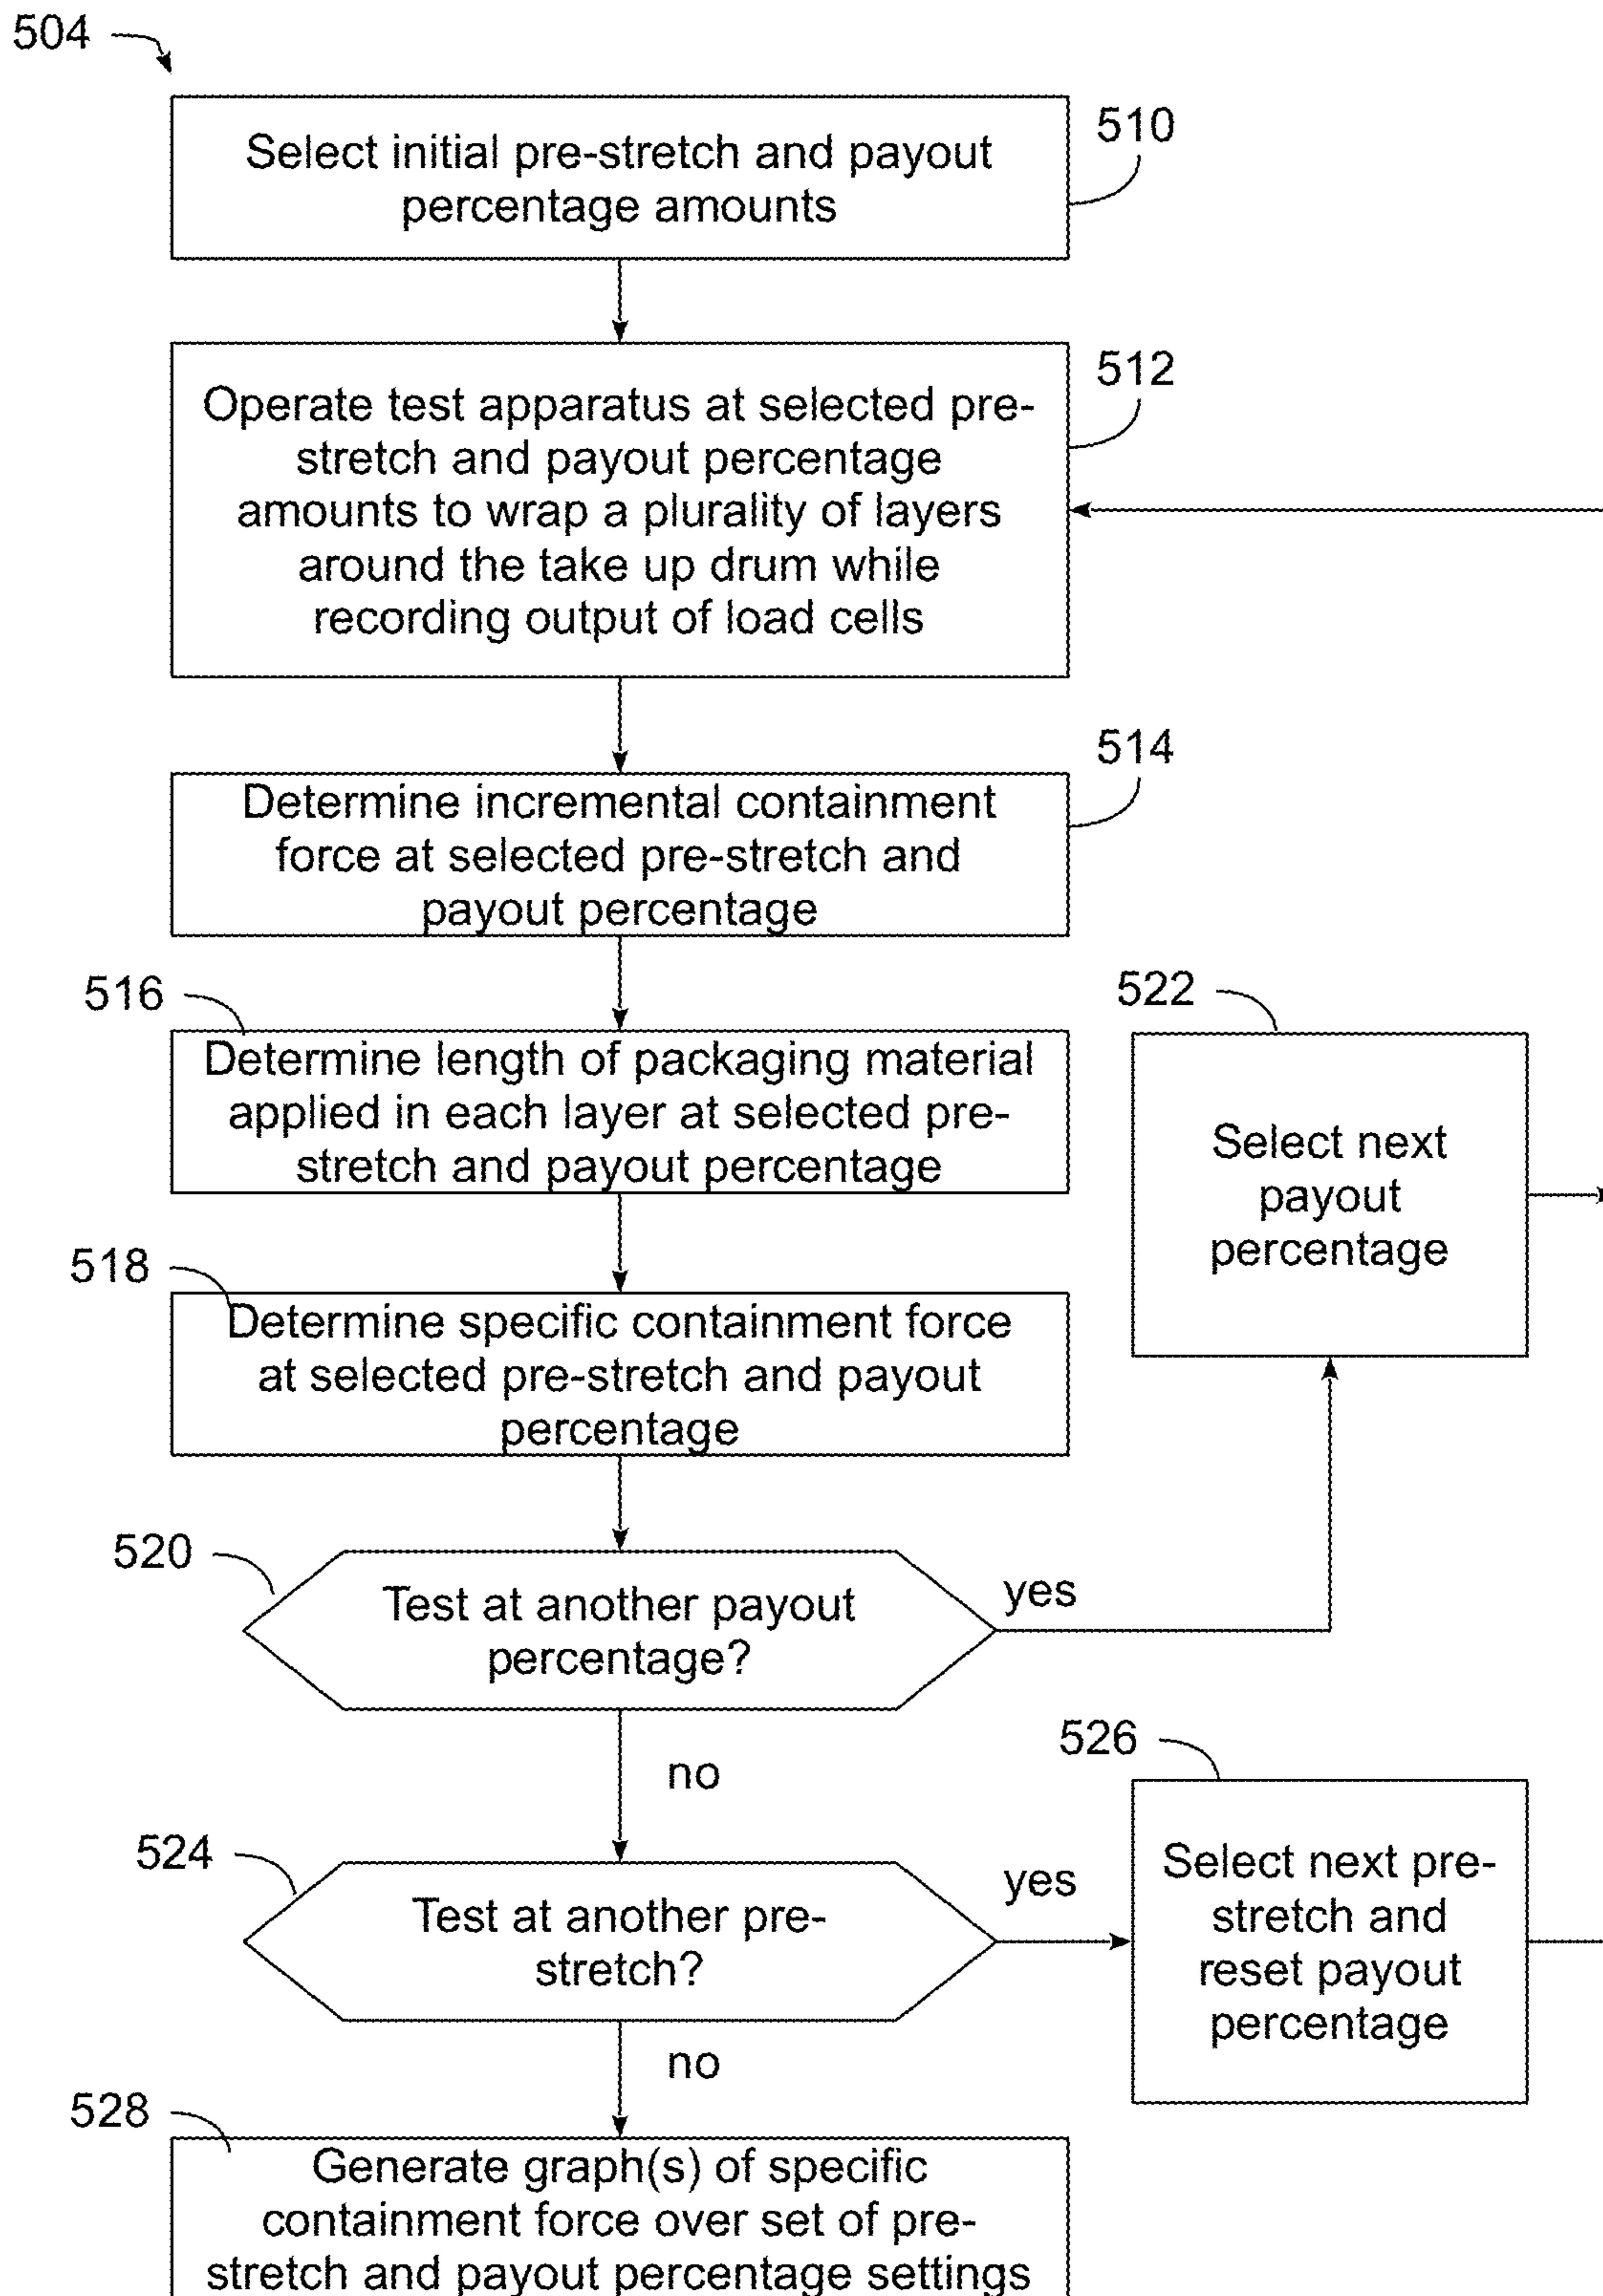 504
Select initial pre-stretch and payout
percentage amounts
510
Operate test apparatus at selected pre-
stretch and payout percentage
amounts to wrap a plurality of layers
around the take up drum while
recording output of load cells
512
Determine incremental containment
force at selected pre-stretch and
payout percentage
514
516
Determine length of packaging material
applied in each layer at selected pre-
stretch and payout percentage
522
Select next
payout
percentage
518
Determine specific containment force
at selected pre-stretch and payout
percentage
520
Test at another payout
percentage?
yes
no
524
Test at another pre-
stretch?
yes
526
Select next pre-
stretch and
reset payout
percentage
no
528
Generate graph(s) of specific
containment force over set of pre-
stretch and payout percentage settings